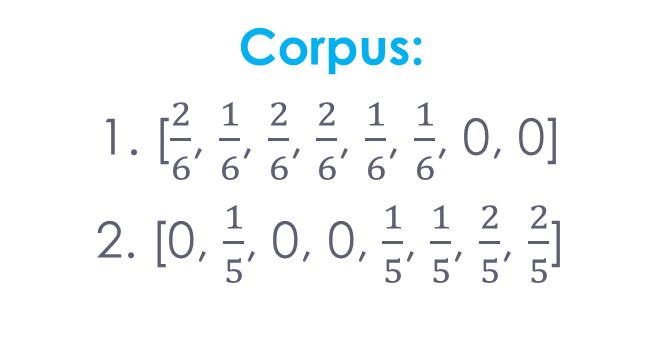 Corpus:
1. [2/6, 1/6, 2/6, 2/6, 1/6, 1/6, 0, 0]
2. [0, 1/5, 0, 0, 1/5, 1/5, 2/5, 2/5]